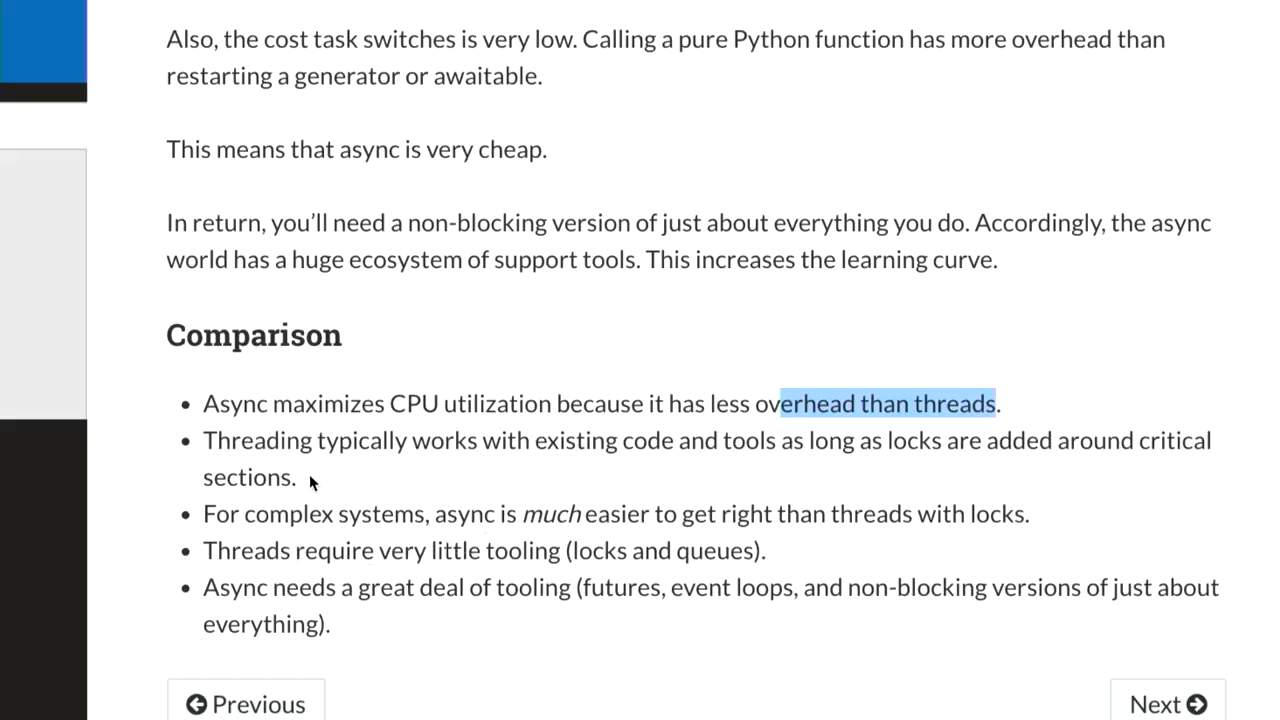 Also, the cost task switches is very low. Calling a pure Python function has more overhead than
restarting a generator or awaitable.
This means that async is very cheap.
In return, you’ll need a non-blocking version of just about everything you do. Accordingly, the async
world has a huge ecosystem of support tools. This increases the learning curve.
Comparison
• Async maximizes CPU utilization because it has less overhead than threads.
• Threading typically works with existing code and tools as long as locks are added around critical
sections.
• For complex systems, async is much easier to get right than threads with locks.
• Threads require very little tooling (locks and queues).
• Async needs a great deal of tooling (futures, event loops, and non-blocking versions of just about
everything).
Previous
Next